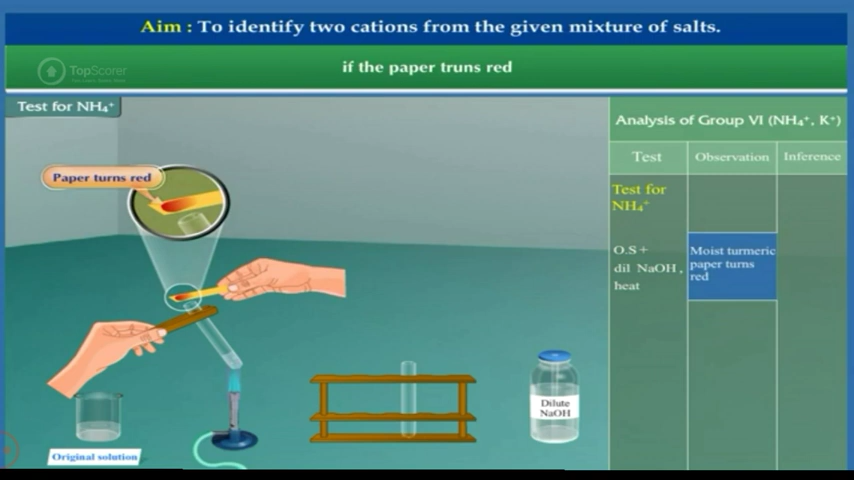 Aim : To identify two cations from the given mixture of salts.
TopScorer
if the paper truns red
Test for NH₄⁺
Analysis of Group VI (NH₄⁺, K⁺)
Test Observation Inference
Paper turns red
Test for
NH₄⁺
O.S +
dil NaOH,
heat
Moist turmeric
paper turns
red
Dilute
NaOH
Original solution